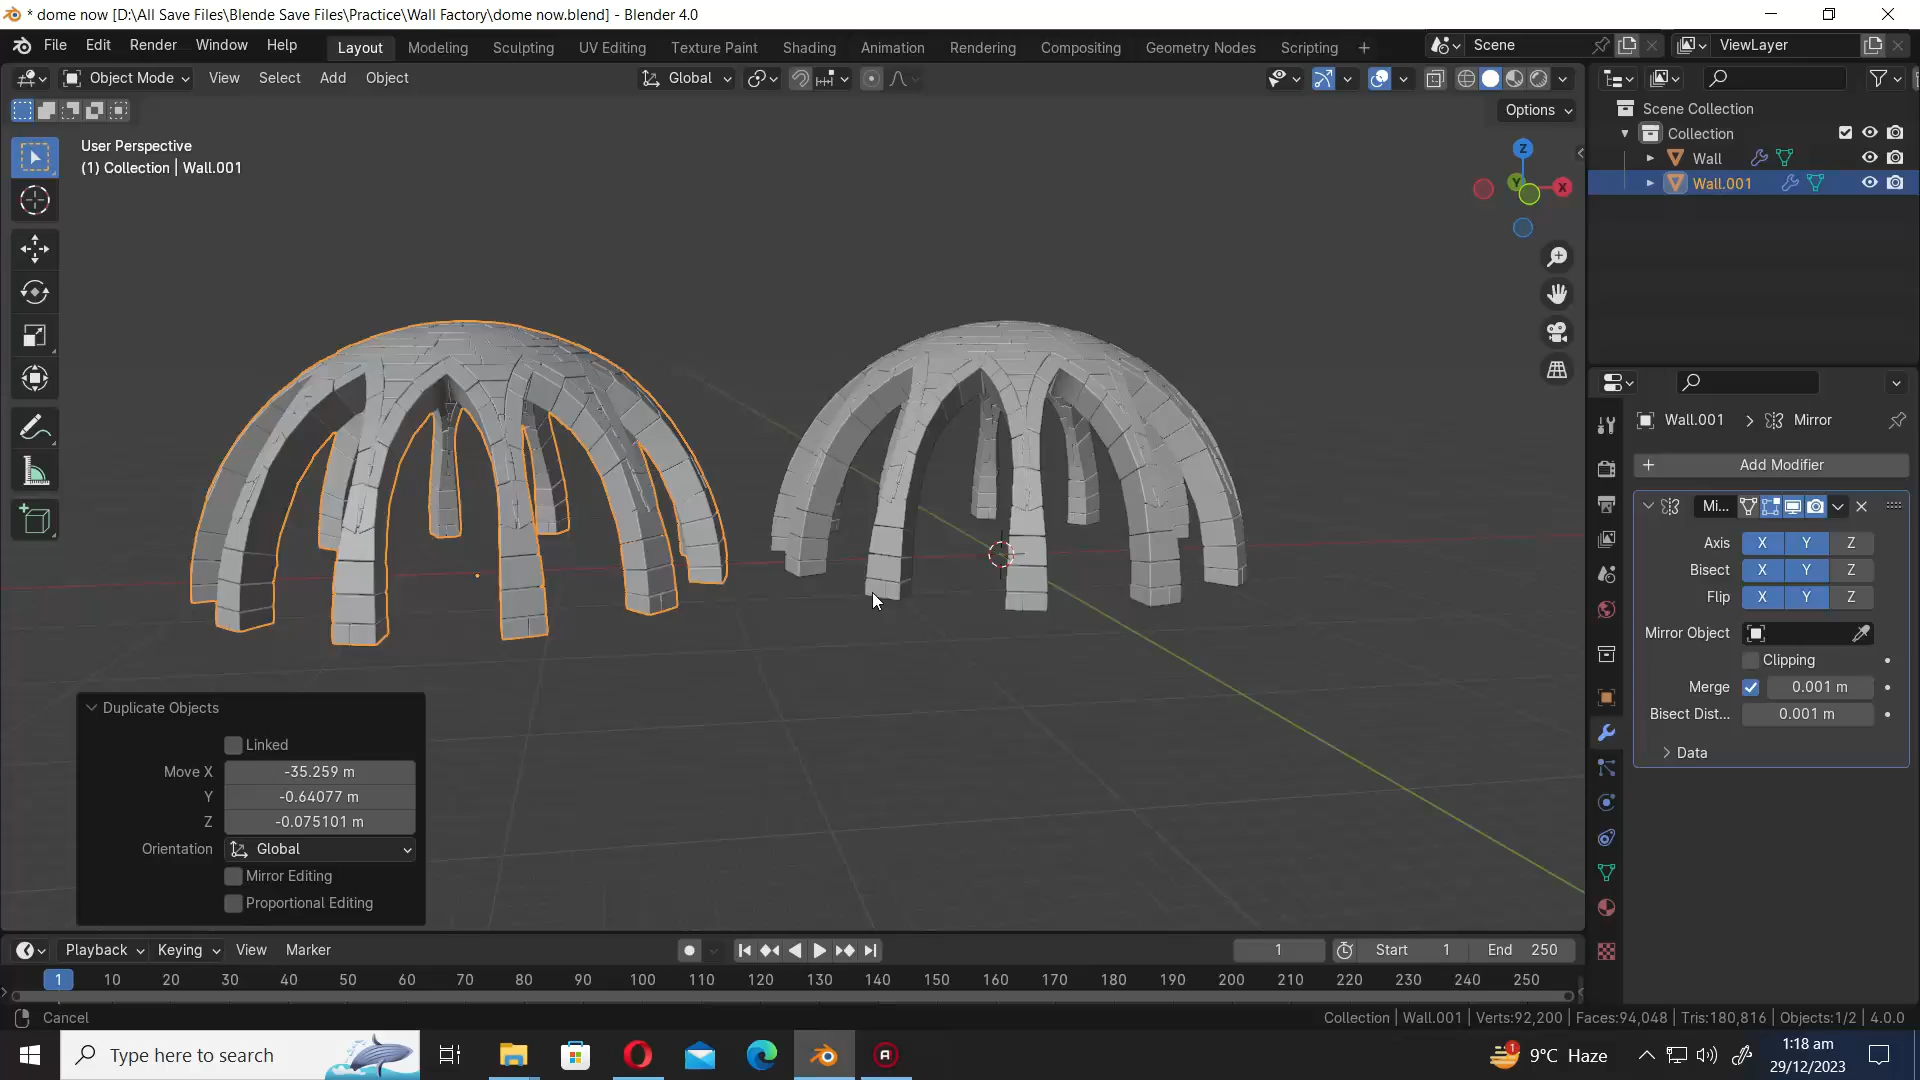 * dome now [D:\All Save Files\Blende Save Files\Practice\Wall Factory\dome now.blend] - Blender 4.0
File Edit Render Window Help Layout Modeling Sculpting UV Editing Texture Paint Shading Animation Rendering Compositing Geometry Nodes Scripting + Scene ViewLayer
Object Mode View Select Add Object Global
Options
User Perspective
(1) Collection | Wall.001
Z
Y
X
Scene Collection
Collection
Wall
Wall.001
Wall.001 > Mirror
+ Add Modifier
Mi...
Axis X Y Z
Bisect X Y Z
Flip X Y Z
Mirror Object
Clipping
Merge 0.001 m
Bisect Dist... 0.001 m
Data
Duplicate Objects
Linked
Move X -35.259 m
Y -0.64077 m
Z -0.075101 m
Orientation Global
Mirror Editing
Proportional Editing
Playback Keying View Marker 1 Start 1 End 250
1 10 20 30 40 50 60 70 80 90 100 110 120 130 140 150 160 170 180 190 200 210 220 230 240 250
Cancel Collection | Wall.001 | Verts:92,200 | Faces:94,048 | Tris:180,816 | Objects:1/2 | 4.0.0
Type here to search 1 9°C Haze 1:18 am
29/12/2023